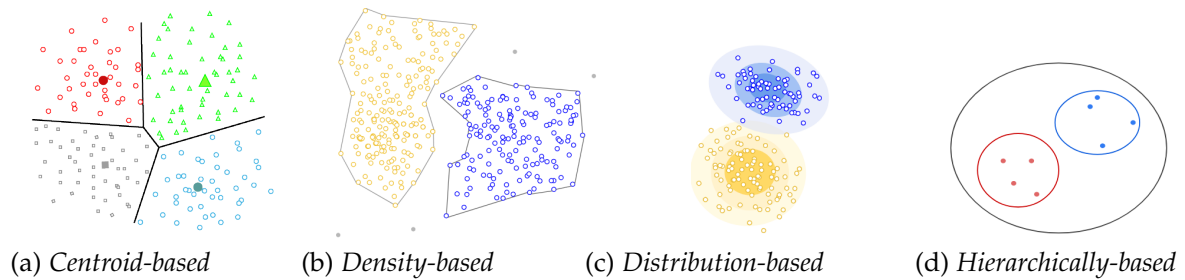 (a) Centroid-based
(b) Density-based
(c) Distribution-based
(d) Hierarchically-based